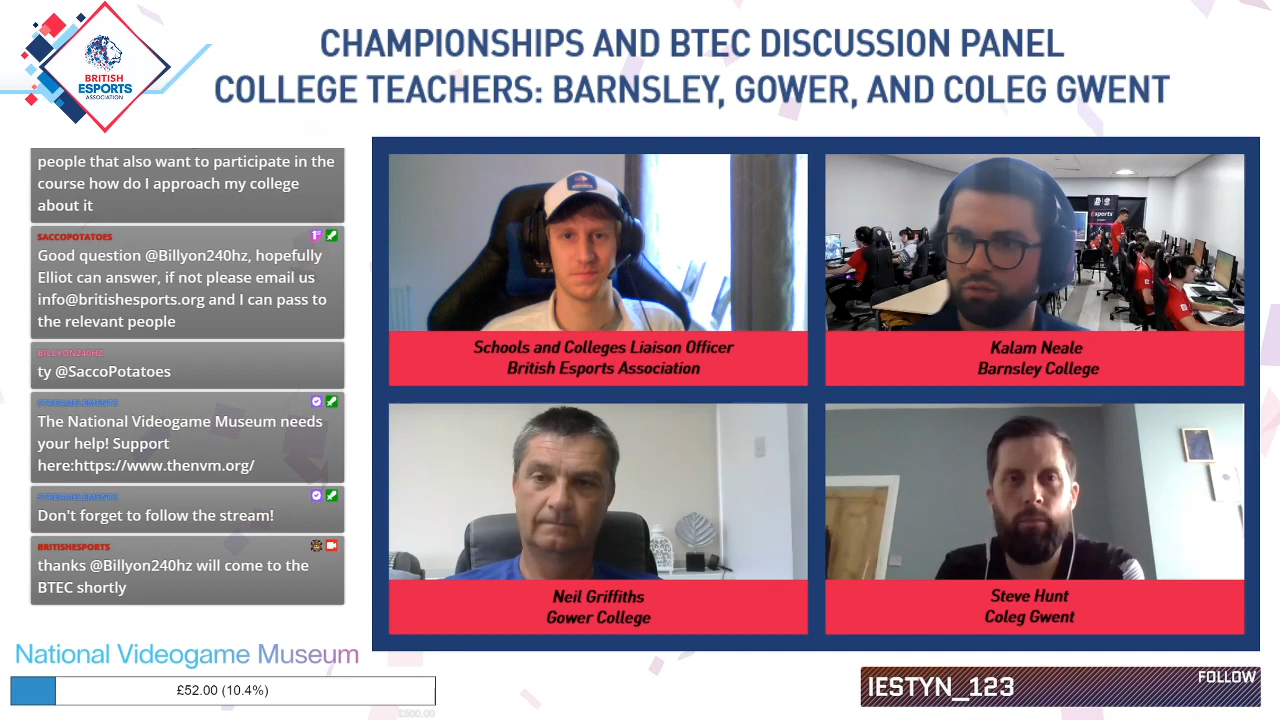 CHAMPIONSHIPS AND BTEC DISCUSSION PANEL
COLLEGE TEACHERS: BARNSLEY, GOWER, AND COLEG GWENT
BRITISH
ESPORTS
ASSOCIATION
people that also want to participate in the
course how do I approach my college
about it
SACCOPOTATOES
Good question @Billyon240hz, hopefully
Elliot can answer, if not please email us
info@britishesports.org and I can pass to
the relevant people
BILLYON240HZ
ty @SaccoPotatoes
STREAMELEMENTS
The National Videogame Museum needs
your help! Support
here:https://www.thenvm.org/
STREAMELEMENTS
Don't forget to follow the stream!
BRITISHESPORTS
thanks @Billyon240hz will come to the
BTEC shortly
Schools and Colleges Liaison Officer
British Esports Association
esports
Kalam Neale
Barnsley College
Neil Griffiths
Gower College
Steve Hunt
Coleg Gwent
National Videogame Museum
£52.00 (10.4%)
£500.00
IESTYN_123
FOLLOW